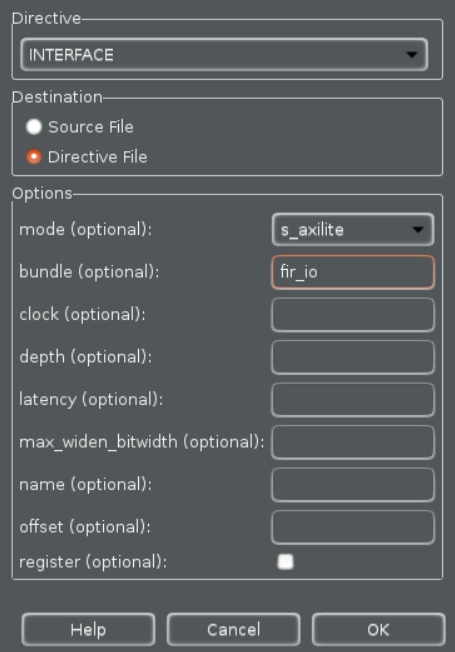 Directive
INTERFACE
Destination
Source File
Directive File
Options
mode (optional): s_axilite
bundle (optional): fir_io
clock (optional):
depth (optional):
latency (optional):
max_widen_bitwidth (optional):
name (optional):
offset (optional):
register (optional):
Help Cancel OK